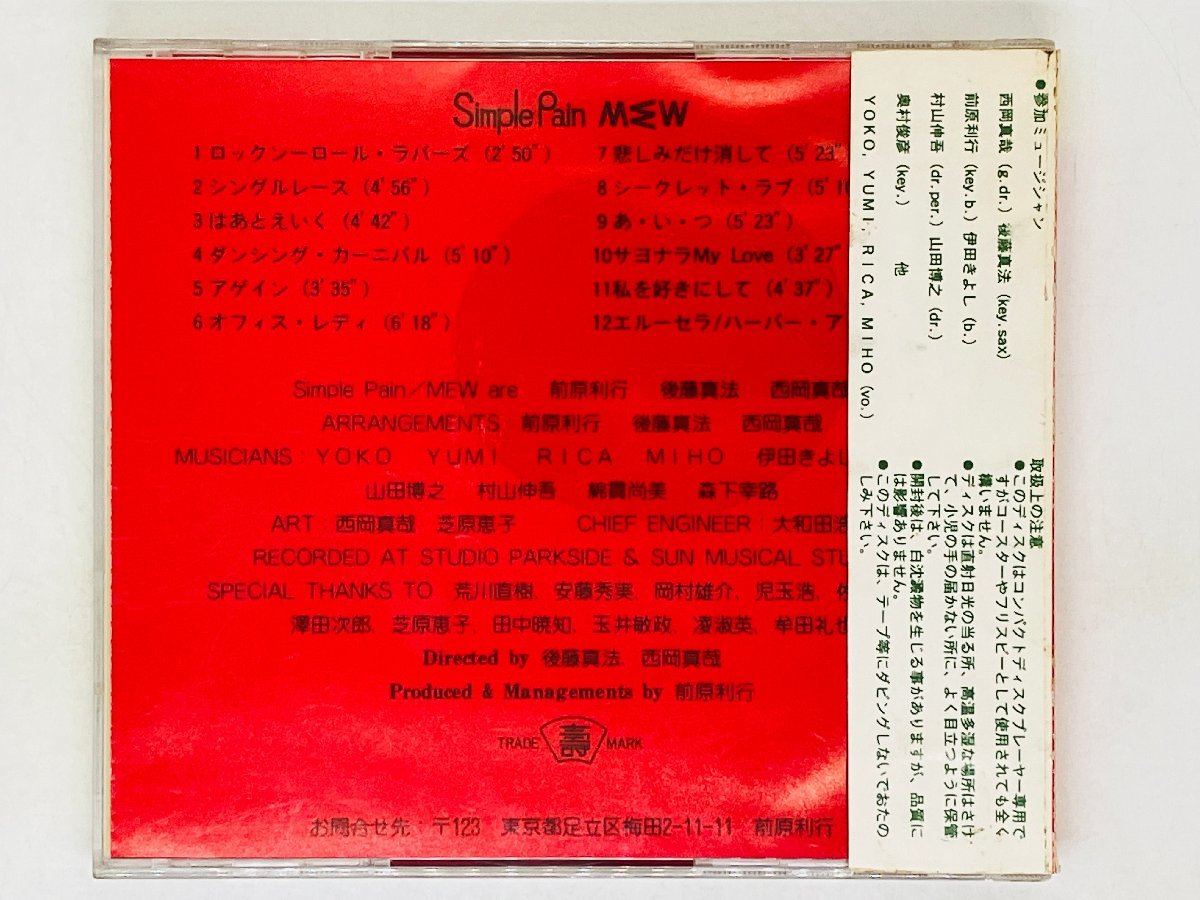 Simple Pain MEW
1 ロックンーロール・ラバーズ (2'50")
2 シングルレース (4'56")
3 はあとえいく (4'42")
4 ダンシング・カーニバル (5'10")
5 アゲイン (3'35")
6 オフィス・レディ (6'18")
7 悲しみだけ消して (5'23"
8 シークレット・ラブ (5'1
9 あ・い・つ (5'23")
10 サヨナラMy Love (3'27"
11 私を好きにして (4'37")
12 エルーセラ/ハーバー・ア
Simple Pain/MEW are 前原利行 後藤真法 西岡真哉
ARRANGEMENTS:前原利行 後藤真法 西岡真哉
MUSICIANS:YOKO YUMI RICA MIHO 伊田きよし
山田博之 村山伸吾 綿貫尚美 森下幸路
ART 西岡真哉 芝原恵子 CHIEF ENGINEER:大和田浩
RECORDED AT STUDIO PARKSIDE & SUN MUSICAL STU
SPECIAL THANKS TO 荒川直樹、安藤秀実、岡村雄介、児玉浩、
澤田次郎、芝原恵子、田中暁知、玉井敏政、凌淑英、牟田礼也
Directed by 後藤真法、西岡真哉
Produced & Managements by 前原利行
TRADE 壽 MARK
お問合せ先:〒123 東京都足立区梅田2-11-11 前原利行
●参加ミュージシャン
西岡真哉 (g.dr.) 後藤真法 (key.sax)
前原利行 (key.b.) 伊田きよし (b.)
村山伸吾 (dr.per.) 山田博之 (dr.)
奥村俊彦 (key.) 他
YOKO, YUMI, RICA, MIHO (vo.)
取扱上の注意
●このディスクはコンパクトディスクプレーヤー専用で
すがコースターやフリスビーとして使用されても全く
構いません。
●ディスクは直射日光の当る所、高温多湿な場所はさけ
て、小児の手の届かない所に、よく目立つように保管
して下さい。
●開封後は、白沈澱物を生じる事がありますが、品質に
は影響ありません。
●このディスクは、テープ等にダビングしないでおたの
しみ下さい。